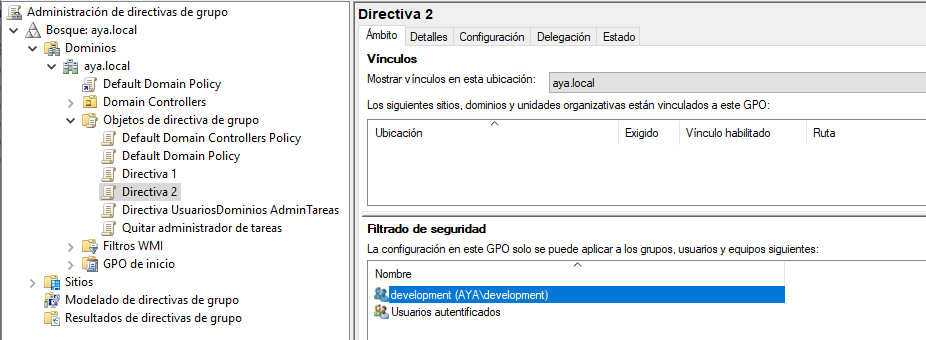 Administración de directivas de grupo
Bosque: aya.local
Dominios
aya.local
Default Domain Policy
Domain Controllers
Objetos de directiva de grupo
Default Domain Controllers Policy
Default Domain Policy
Directiva 1
Directiva 2
Directiva UsuariosDominios AdminTareas
Quitar administrador de tareas
Filtros WMI
GPO de inicio
Sitios
Modelado de directivas de grupo
Resultados de directivas de grupo
Directiva 2
Ámbito Detalles Configuración Delegación Estado
Vínculos
Mostrar vínculos en esta ubicación: aya.local
Los siguientes sitios, dominios y unidades organizativas están vinculados a este GPO:
Ubicación Exigido Vínculo habilitado Ruta
Filtrado de seguridad
La configuración en este GPO solo se puede aplicar a los grupos, usuarios y equipos siguientes:
Nombre
development (AYA\development)
Usuarios autentificados